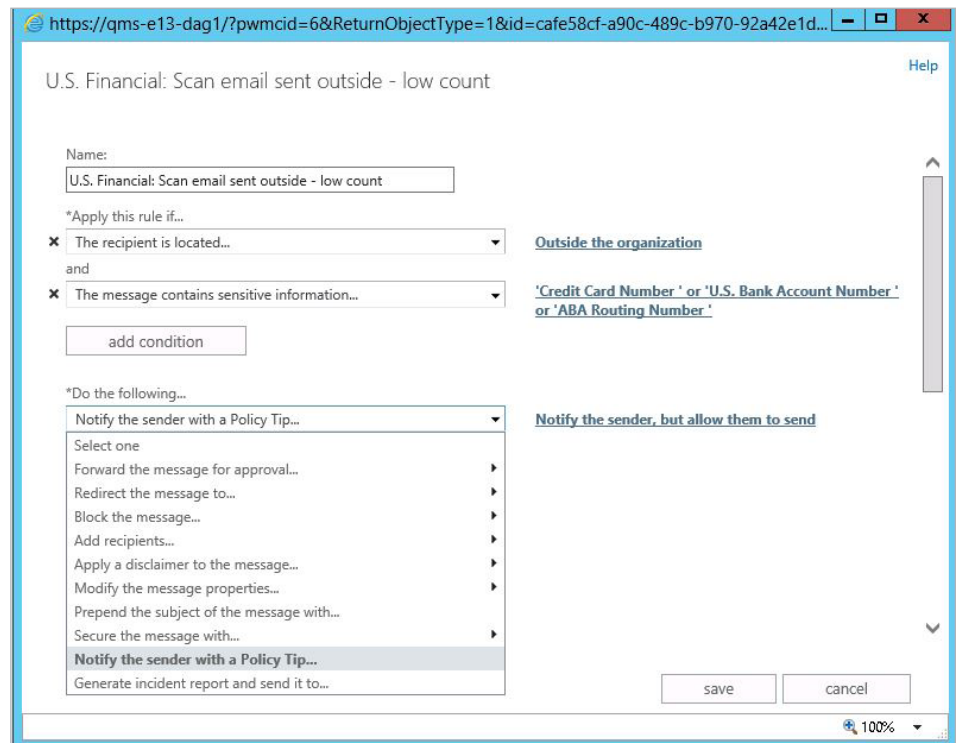 https://qms-e13-dag1/?pwmcid=6&ReturnObjectType=1&id=cafe58cf-a90c-489c-b970-92a42e1d...
Help
U.S. Financial: Scan email sent outside - low count
Name:
U.S. Financial: Scan email sent outside - low count
*Apply this rule if...
The recipient is located... Outside the organization
and
The message contains sensitive information... 'Credit Card Number ' or 'U.S. Bank Account Number '
or 'ABA Routing Number '
add condition
*Do the following...
Notify the sender with a Policy Tip... Notify the sender, but allow them to send
Select one
Forward the message for approval...
Redirect the message to...
Block the message...
Add recipients...
Apply a disclaimer to the message...
Modify the message properties...
Prepend the subject of the message with...
Secure the message with...
Notify the sender with a Policy Tip...
Generate incident report and send it to...
save cancel
100%